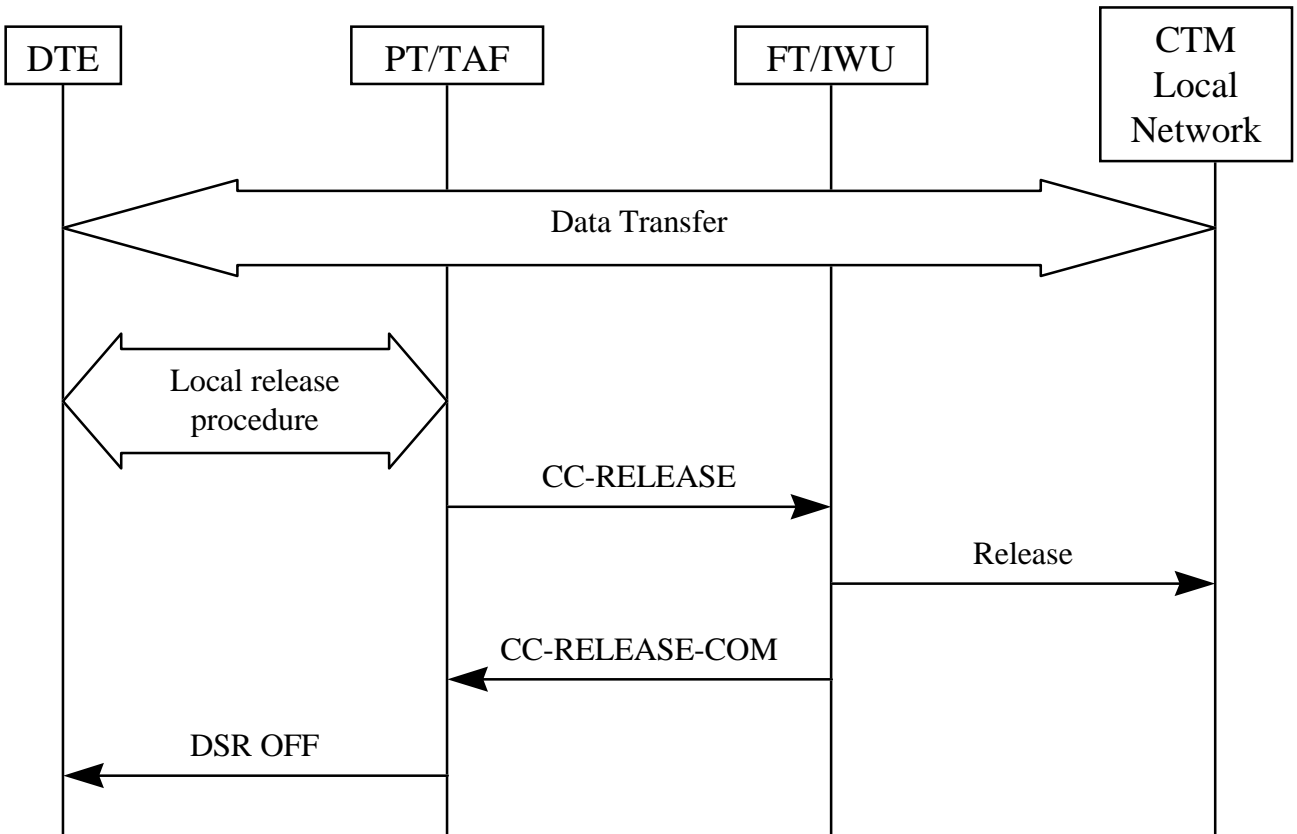 DTE
PT/TAF
FT/IWU
CTM
Local
Network
Data Transfer
Local release
procedure
CC-RELEASE
Release
CC-RELEASE-COM
DSR OFF